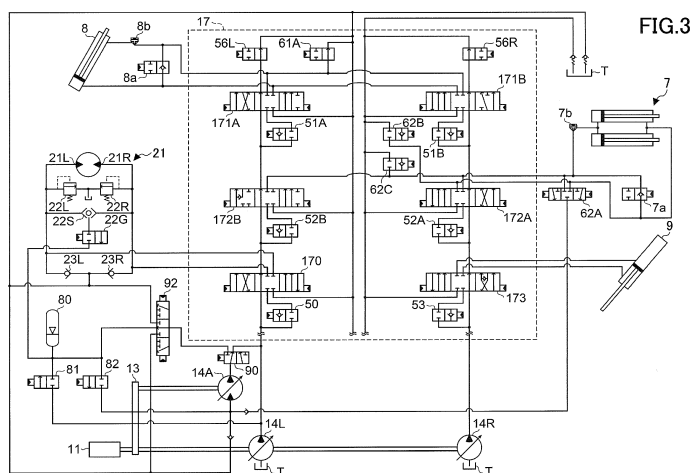 FIG.3
17
8
8b
8a
56L
61A
56R
T
7
171A
51A
62B
51B
171B
7b
21L
21R
21
22L
22R
22S
22G
62C
172B
52B
52A
172A
62A
7a
9
23L
23R
92
170
50
53
173
80
81
82
13
14A
90
11
14L
14R
T
T